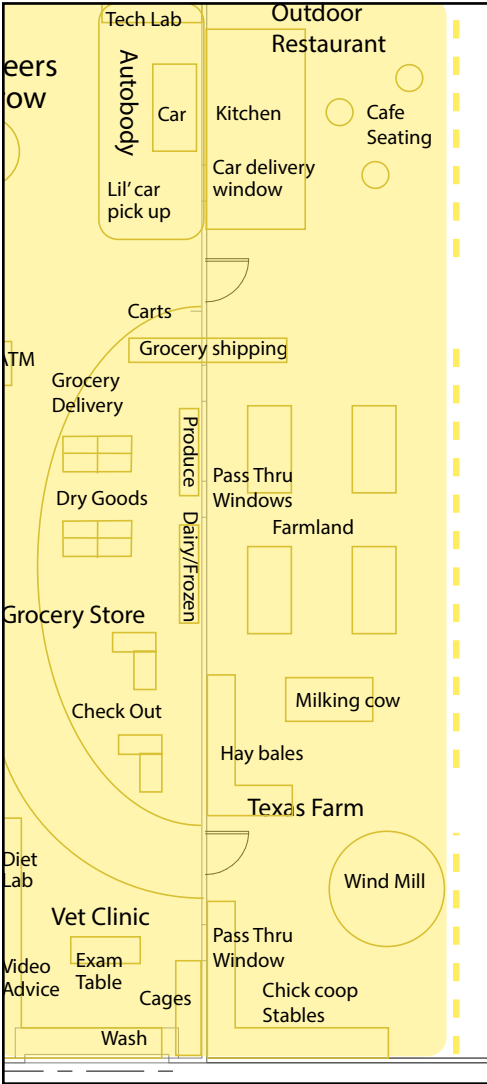 Tech Lab
Outdoor
Restaurant
eers
ow
Autobody
Car
Kitchen
Cafe
Seating
Car delivery
window
Lil' car
pick up
Carts
Grocery shipping
ATM
Grocery
Delivery
Produce
Pass Thru
Windows
Dry Goods
Dairy/Frozen
Farmland
Grocery Store
Milking cow
Check Out
Hay bales
Texas Farm
Diet
Lab
Wind Mill
Vet Clinic
Pass Thru
Window
Video
Advice
Exam
Table
Cages
Chick coop
Stables
Wash